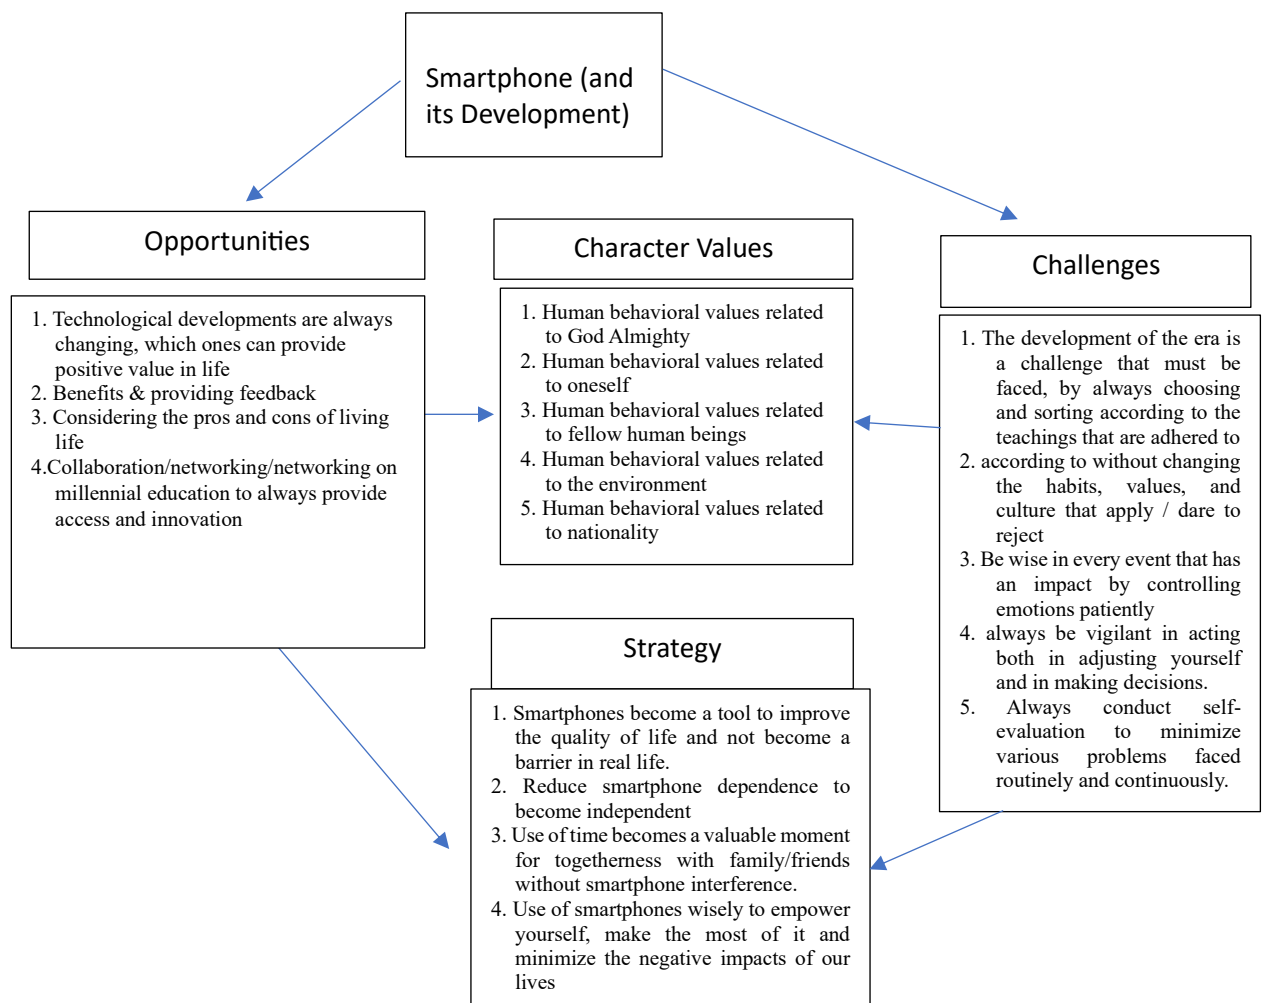 Smartphone (and
its Development)
Opportunities
1. Technological developments are always
changing, which ones can provide
positive value in life
2. Benefits & providing feedback
3. Considering the pros and cons of living
life
4.Collaboration/networking/networking on
millennial education to always provide
access and innovation
Character Values
1. Human behavioral values related
to God Almighty
2. Human behavioral values related
to oneself
3. Human behavioral values related
to fellow human beings
4. Human behavioral values related
to the environment
5. Human behavioral values related
to nationality
Challenges
1. The development of the era is
a challenge that must be
faced, by always choosing
and sorting according to the
teachings that are adhered to
2. according to without changing
the habits, values, and
culture that apply / dare to
reject
3. Be wise in every event that has
an impact by controlling
emotions patiently
4. always be vigilant in acting
both in adjusting yourself
and in making decisions.
5. Always conduct self-
evaluation to minimize
various problems faced
routinely and continuously.
Strategy
1. Smartphones become a tool to improve
the quality of life and not become a
barrier in real life.
2. Reduce smartphone dependence to
become independent
3. Use of time becomes a valuable moment
for togetherness with family/friends
without smartphone interference.
4. Use of smartphones wisely to empower
yourself, make the most of it and
minimize the negative impacts of our
lives